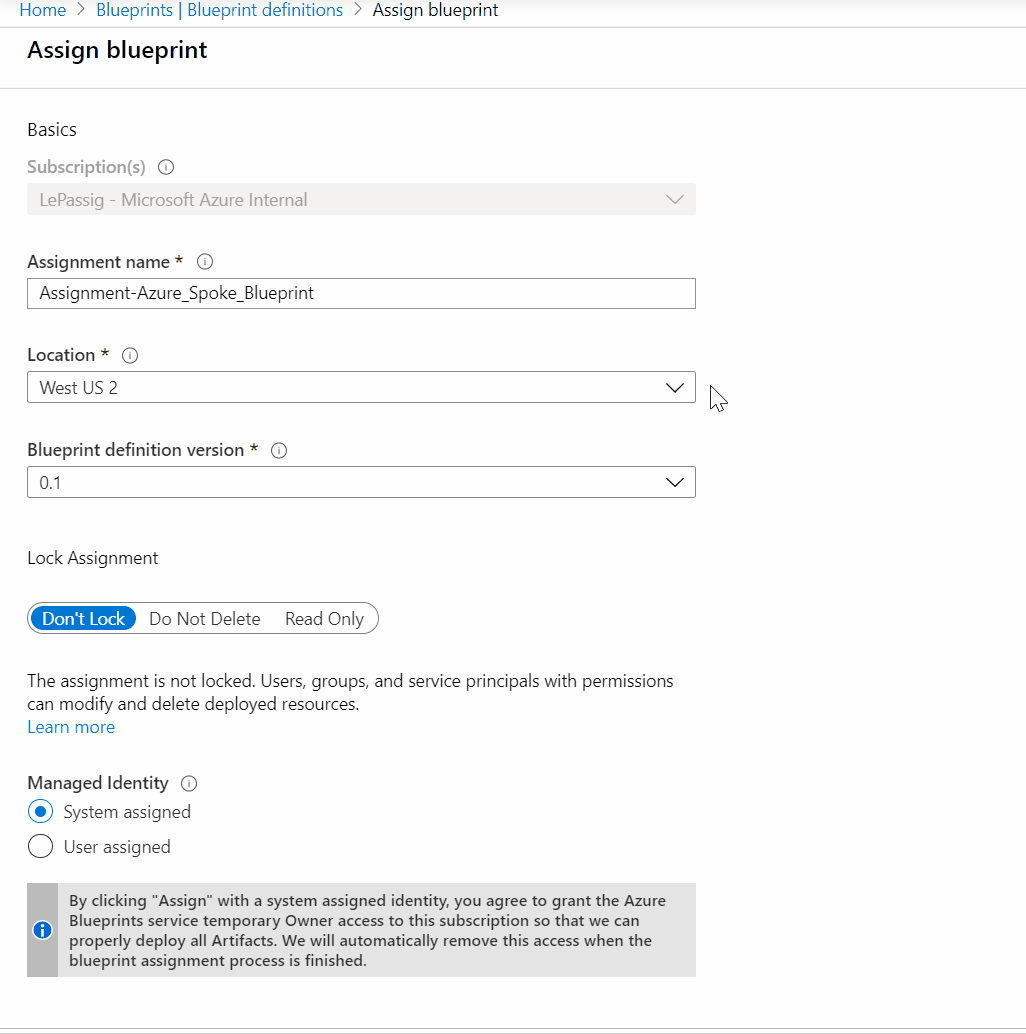 Home > Blueprints | Blueprint definitions > Assign blueprint
Assign blueprint
Basics
Subscription(s)
LePassig - Microsoft Azure Internal
Assignment name *
Assignment-Azure_Spoke_Blueprint
Location *
West US 2
Blueprint definition version *
0.1
Lock Assignment
Don't Lock Do Not Delete Read Only
The assignment is not locked. Users, groups, and service principals with permissions
can modify and delete deployed resources.
Learn more
Managed Identity
System assigned
User assigned
By clicking "Assign" with a system assigned identity, you agree to grant the Azure
Blueprints service temporary Owner access to this subscription so that we can
properly deploy all Artifacts. We will automatically remove this access when the
blueprint assignment process is finished.